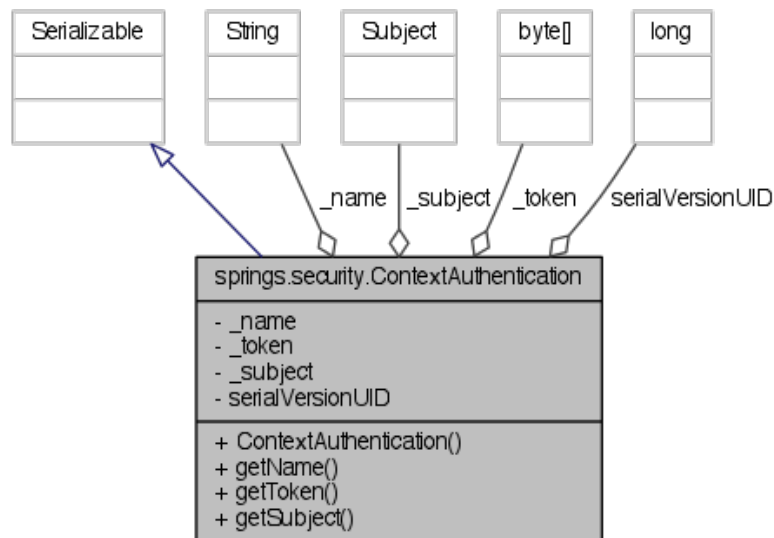 Serializable
String
Subject
byte[]
long
_name
_subject
_token
serialVersionUID
springs.security.ContextAuthentication
- _name
- _token
- _subject
- serialVersionUID
+ ContextAuthentication()
+ getName()
+ getToken()
+ getSubject()